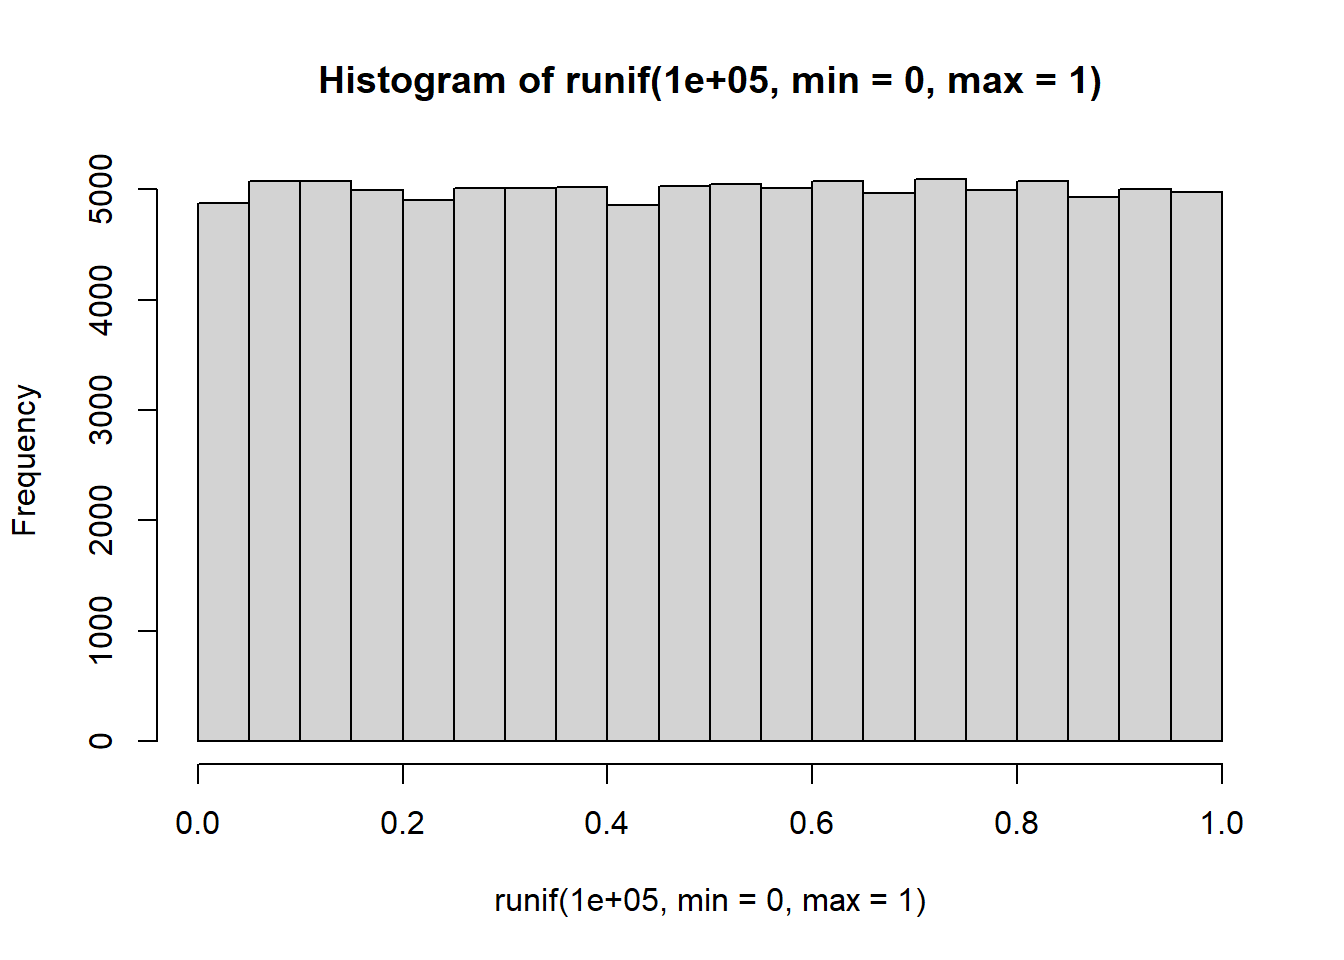 Histogram of runif(1e+05, min = 0, max = 1)
Frequency
5000
4000
3000
2000
1000
0
0.0 0.2 0.4 0.6 0.8 1.0
runif(1e+05, min = 0, max = 1)